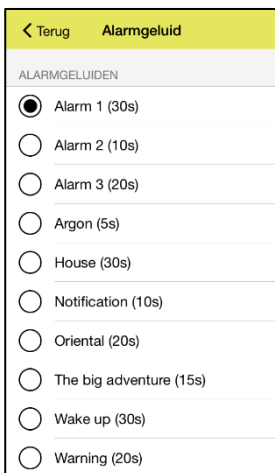 Terug Alarmgeluid
ALARMGELUIDEN
Alarm 1 (30s)
Alarm 2 (10s)
Alarm 3 (20s)
Argon (5s)
House (30s)
Notification (10s)
Oriental (20s)
The big adventure (15s)
Wake up (30s)
Warning (20s)